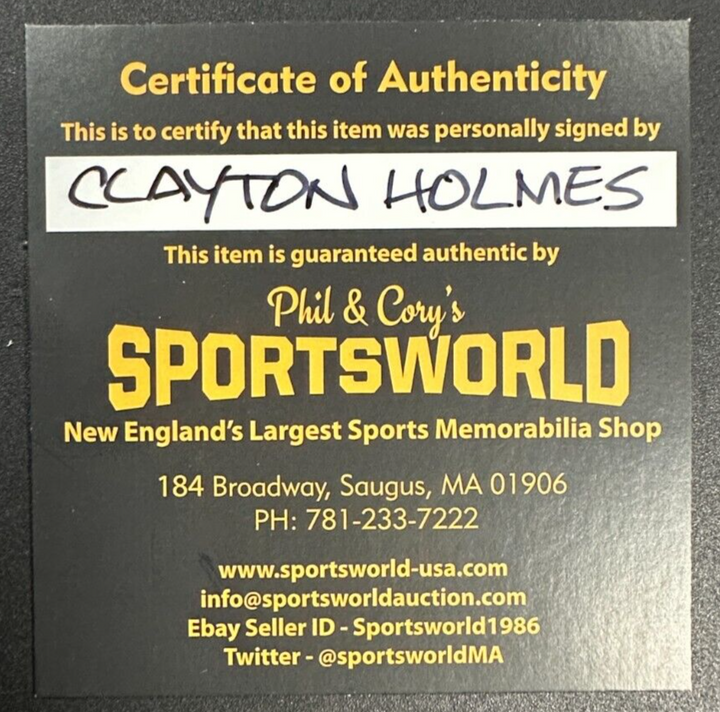 Certificate of Authenticity
This is to certify that this item was personally signed by
CLAYTON HOLMES
This item is guaranteed authentic by
Phil & Cory's
SPORTSWORLD
New England's Largest Sports Memorabilia Shop
184 Broadway, Saugus, MA 01906
PH: 781-233-7222
www.sportsworld-usa.com
info@sportsworldauction.com
Ebay Seller ID - Sportsworld1986
Twitter - @sportsworldMA